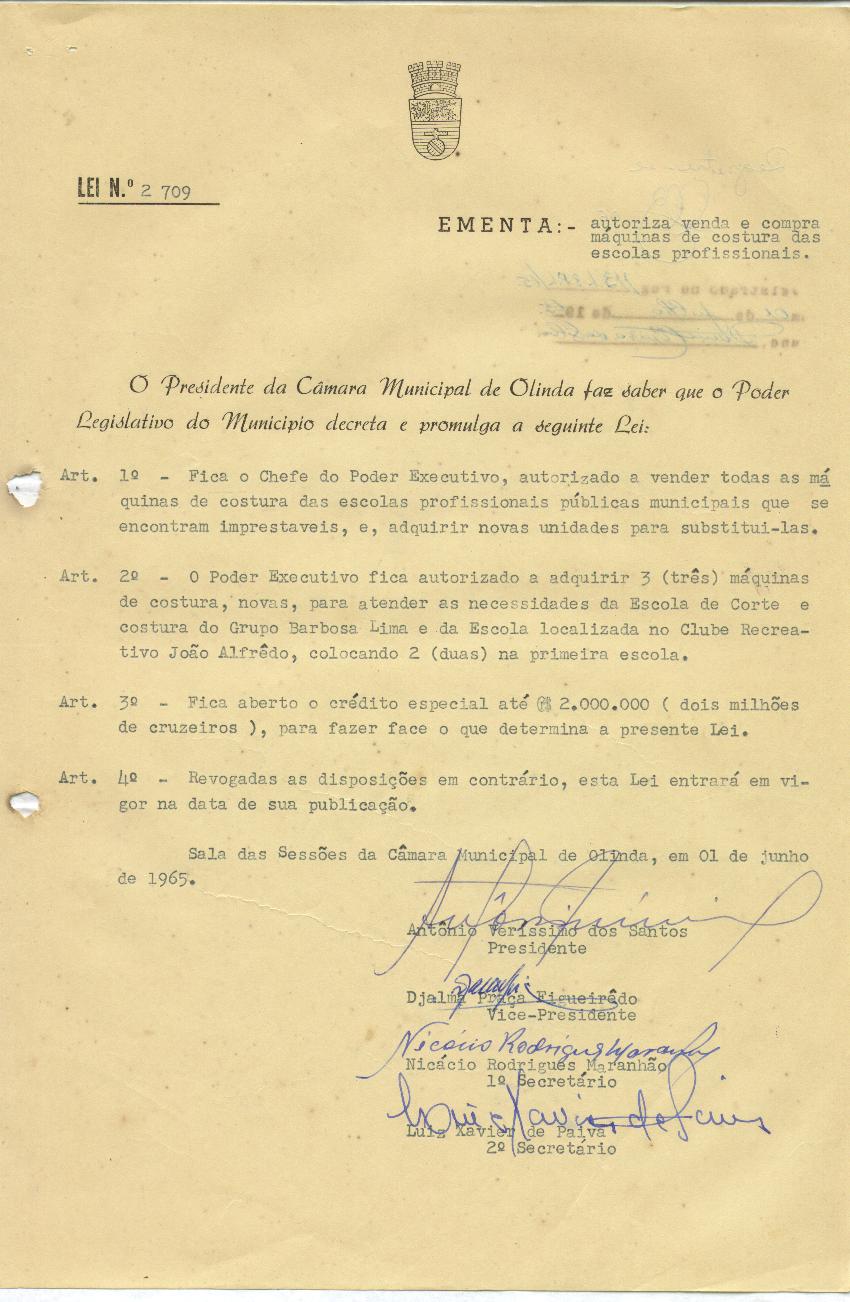 LEI N.º 2 709
EMENTA:- autoriza venda e compra
máquinas de costura das
escolas profissionais.
O Presidente da Câmara Municipal de Olinda faz saber que o Poder
Legislativo do Municipio decreta e promulga a seguinte Lei:
Art. 1º - Fica o Chefe do Poder Executivo, autorizado a vender todas as má
quinas de costura das escolas profissionais públicas municipais que se
encontram imprestaveis, e, adquirir novas unidades para substitui-las.
Art. 2º - O Poder Executivo fica autorizado a adquirir 3 (três) máquinas
de costura, novas, para atender as necessidades da Escola de Corte e
costura do Grupo Barbosa Lima e da Escola localizada no Clube Recrea-
tivo João Alfrêdo, colocando 2 (duas) na primeira escola.
Art. 3º - Fica aberto o crédito especial até ₢$ 2.000.000 ( dois milhões
de cruzeiros ), para fazer face o que determina a presente Lei.
Art. 4º - Revogadas as disposições em contrário, esta Lei entrará em vi-
gor na data de sua publicação.
Sala das Sessões da Câmara Municipal de Olinda, em 01 de junho
de 1965.
Antônio Veríssimo dos Santos
Presidente
Djalma Praça Figueirêdo
Vice-Presidente
Nicácio Rodrigues Maranhão
Nicácio Rodrigues Maranhão
1º Secretário
Luiz Xavier de Paiva
Luiz Xavier de Paiva
2º Secretário